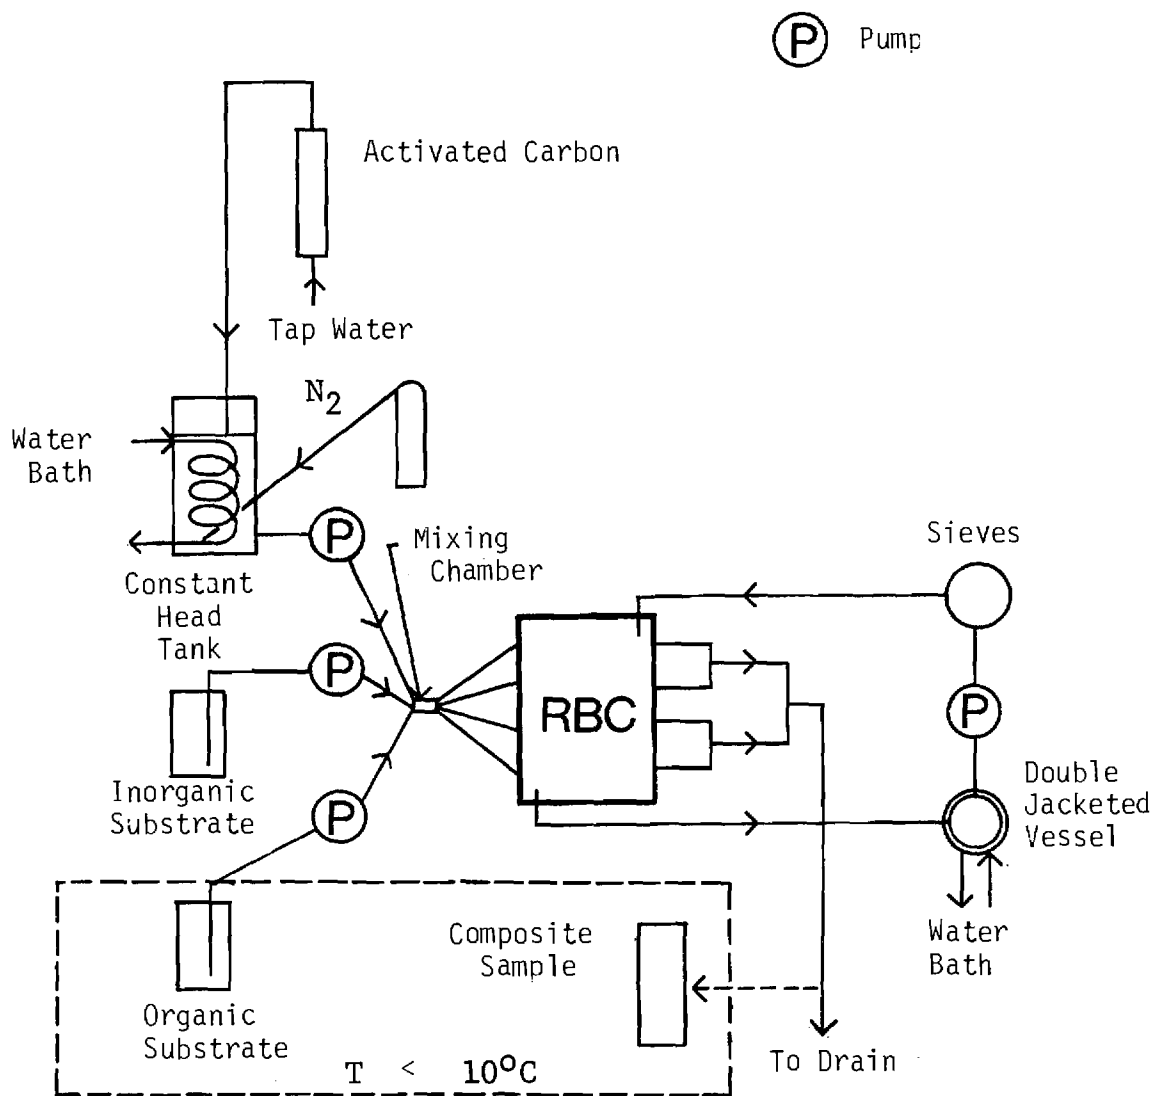 P Pump
Activated Carbon
Tap Water
N2
Water
Bath
P
Mixing
Chamber
Sieves
Constant
Head
Tank
P
RBC
P
Inorganic
Substrate
P
Double
Jacketed
Vessel
Composite
Sample
Water
Bath
Organic
Substrate
To Drain
T < 10°C